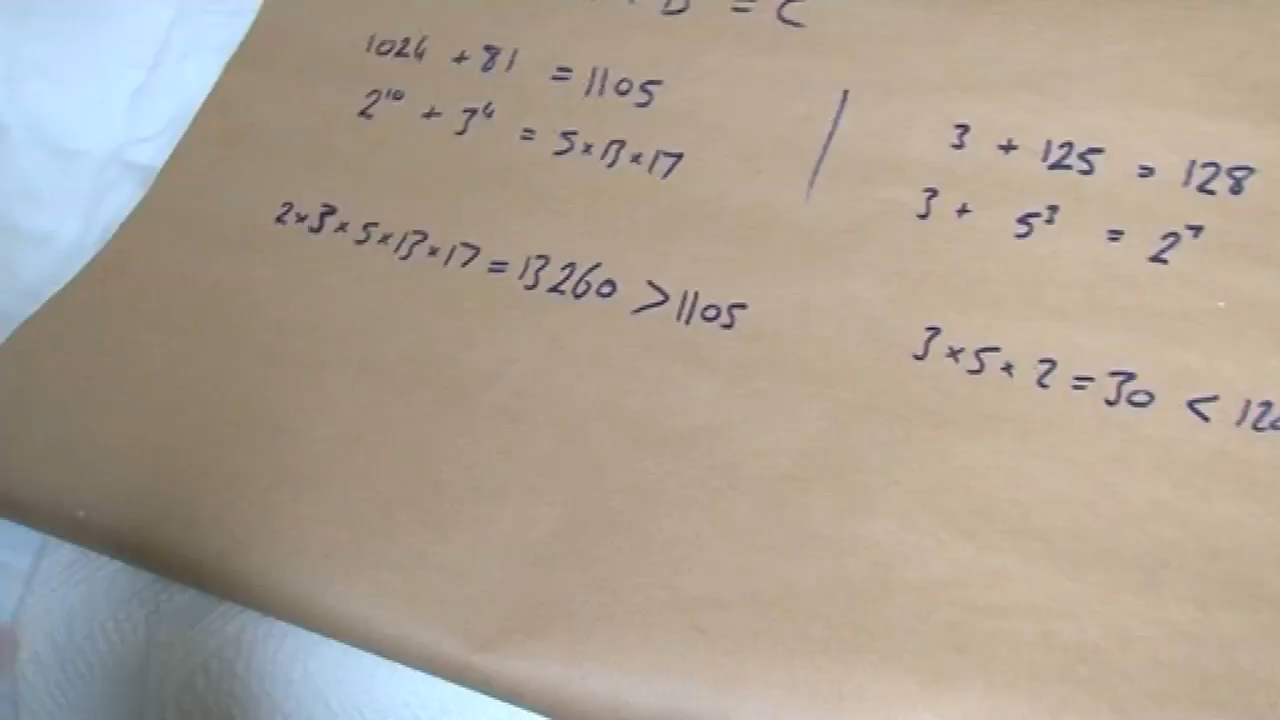 + B = C
1024 + 81 = 1105
2¹⁰ + 3⁴ = 5×13×17
2×3×5×13×17 = 13260 > 1105
3 + 125 = 128
3 + 5³ = 2⁷
3×5×2 = 30 < 12